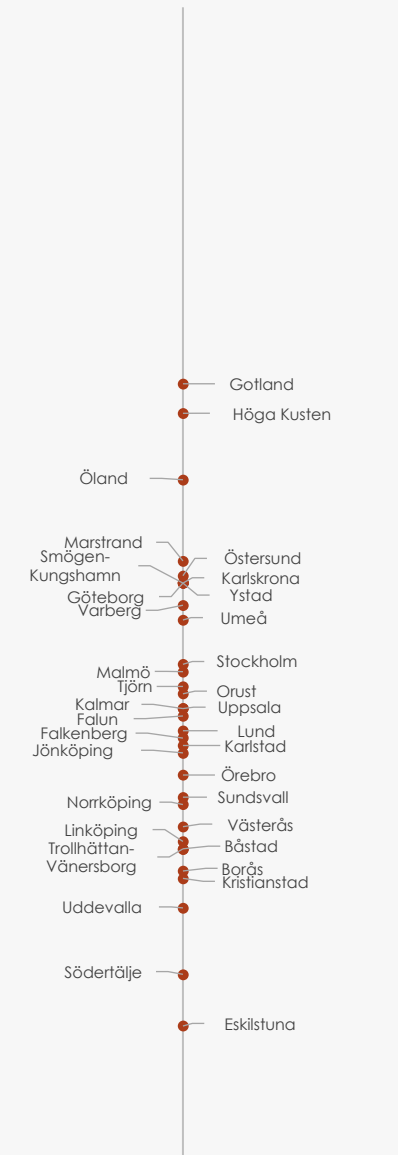 Gotland
Höga Kusten
Öland
Marstrand
Smögen-
Kungshamn
Östersund
Karlskrona
Ystad
Göteborg
Varberg
Umeå
Stockholm
Malmö
Tjörn
Orust
Kalmar
Uppsala
Falun
Lund
Falkenberg
Karlstad
Jönköping
Örebro
Sundsvall
Norrköping
Västerås
Linköping
Båstad
Trollhättan-
Vänersborg
Borås
Kristianstad
Uddevalla
Södertälje
Eskilstuna